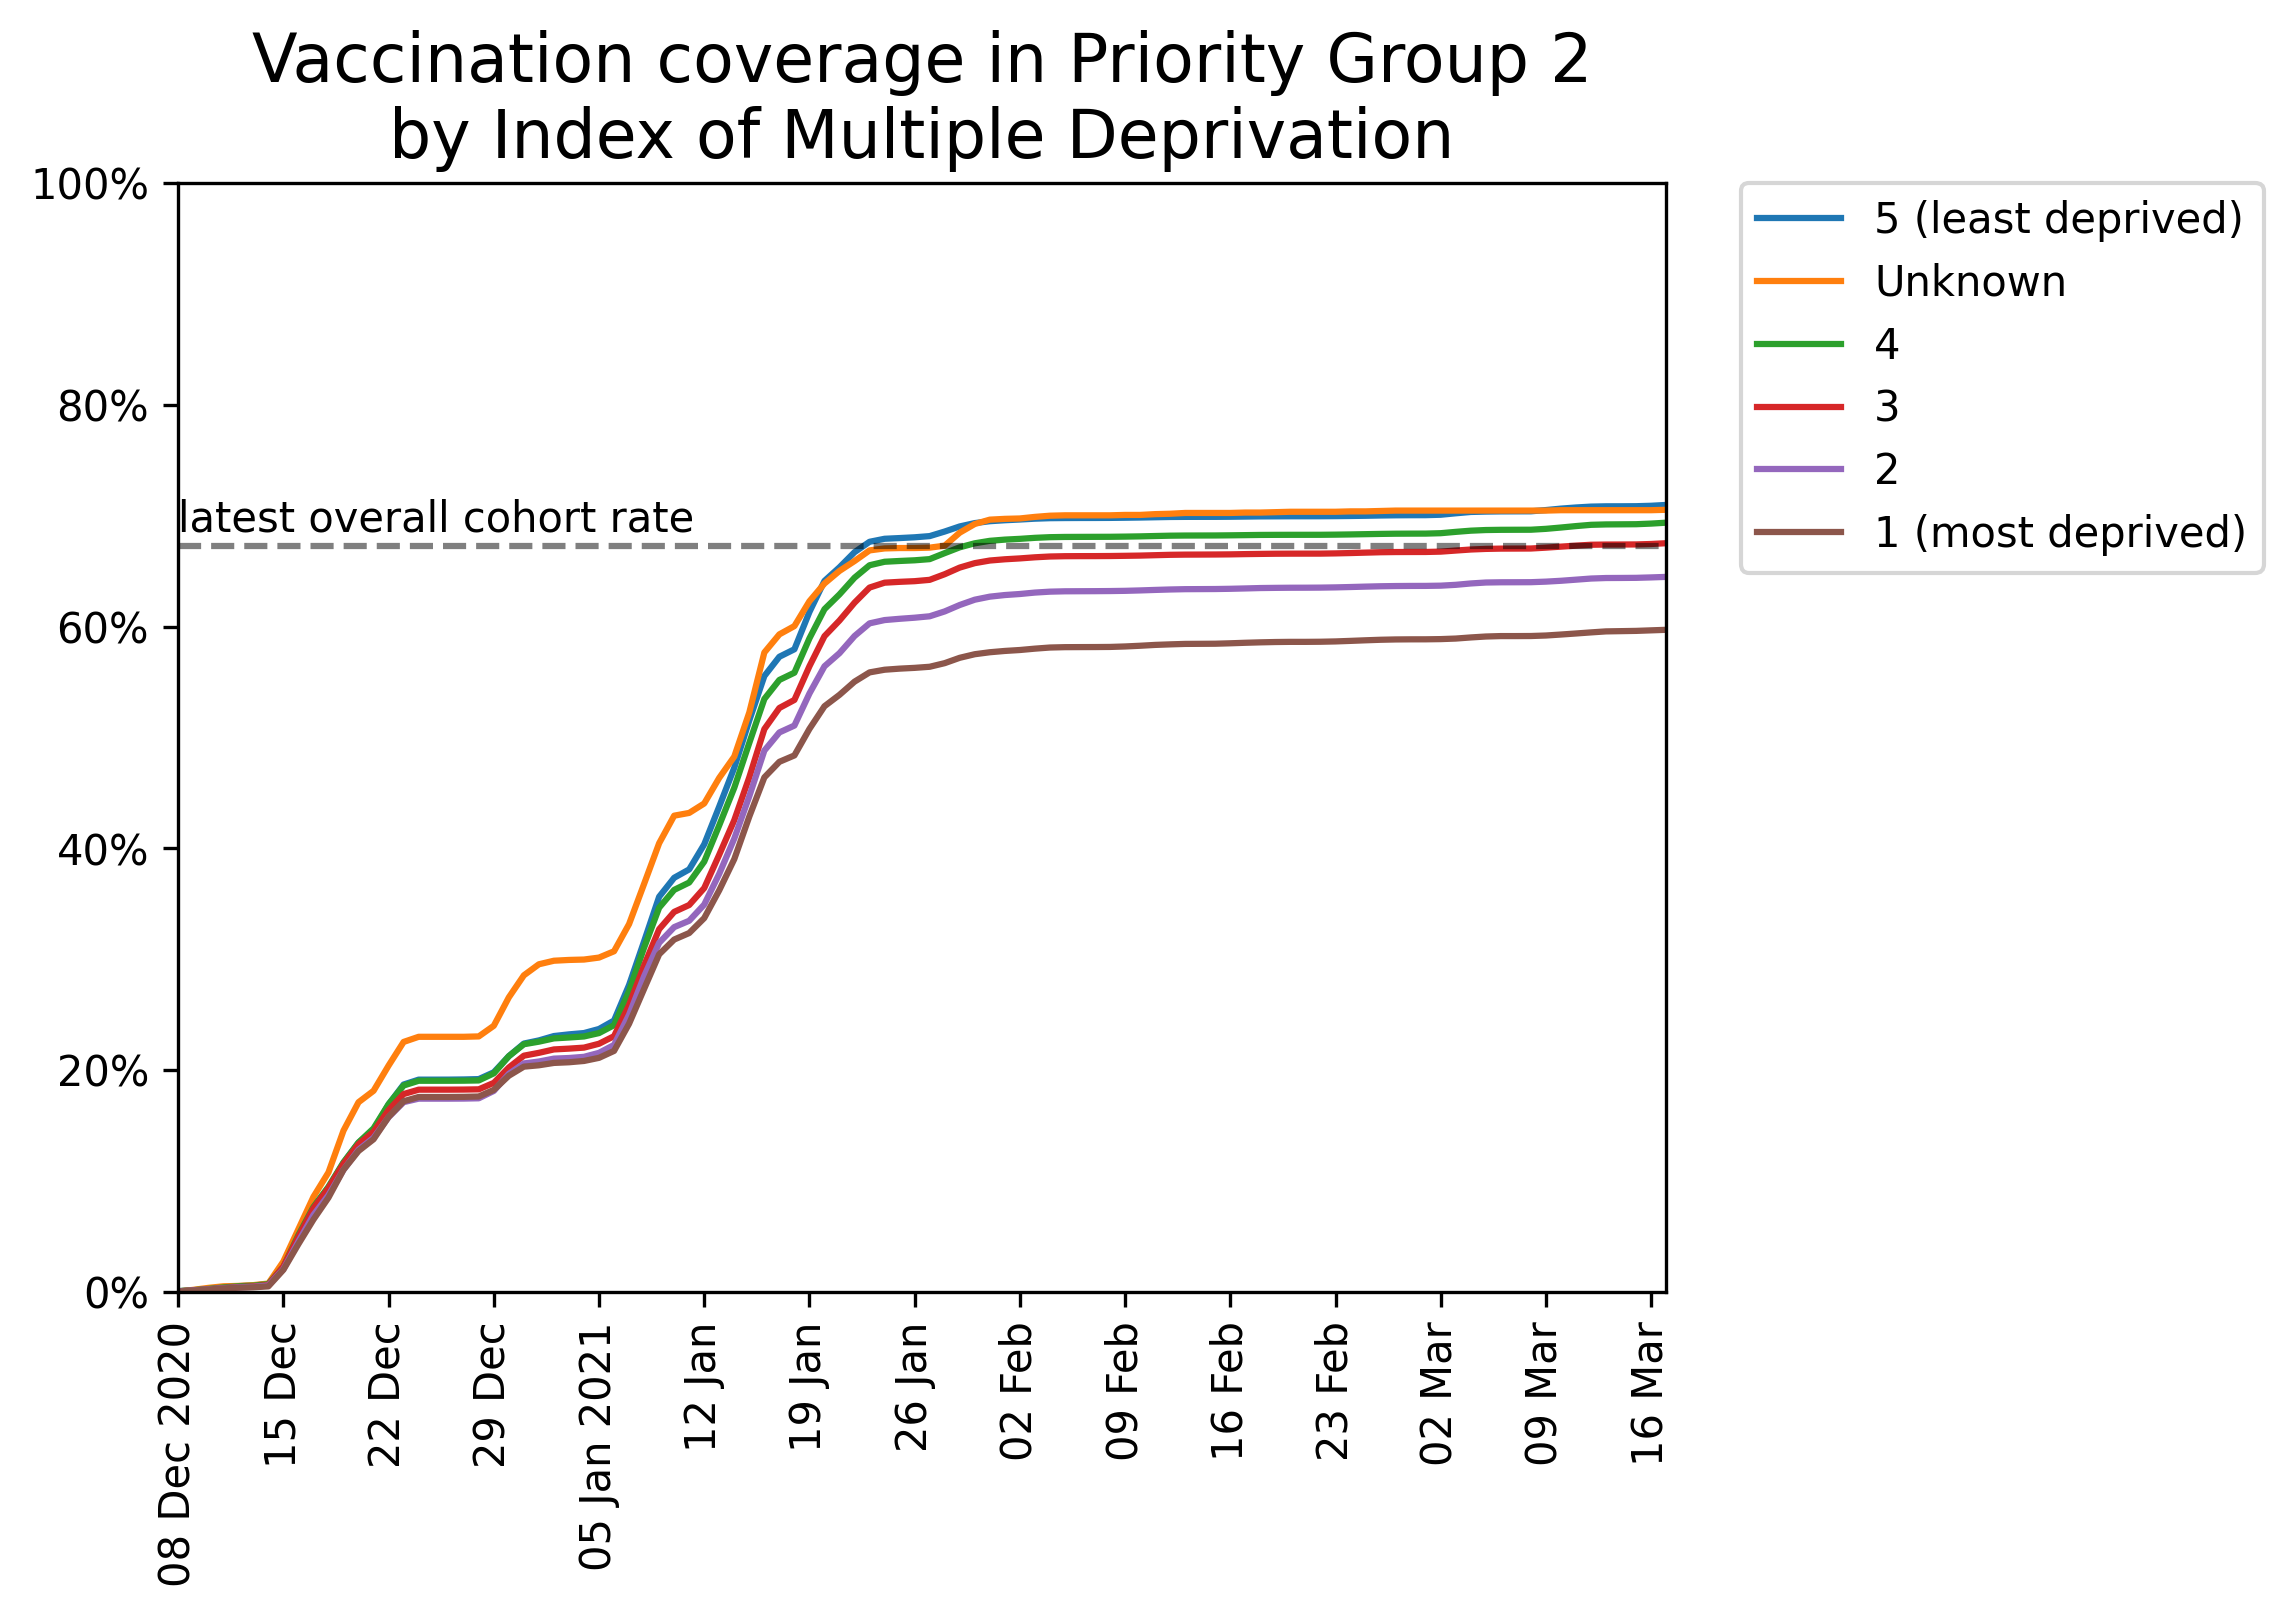 Vaccination coverage in Priority Group 2
by Index of Multiple Deprivation
100%
80%
60%
40%
20%
0%
latest overall cohort rate
08 Dec 2020
15 Dec
22 Dec
29 Dec
05 Jan 2021
12 Jan
19 Jan
26 Jan
02 Feb
09 Feb
16 Feb
23 Feb
02 Mar
09 Mar
16 Mar
5 (least deprived)
Unknown
4
3
2
1 (most deprived)